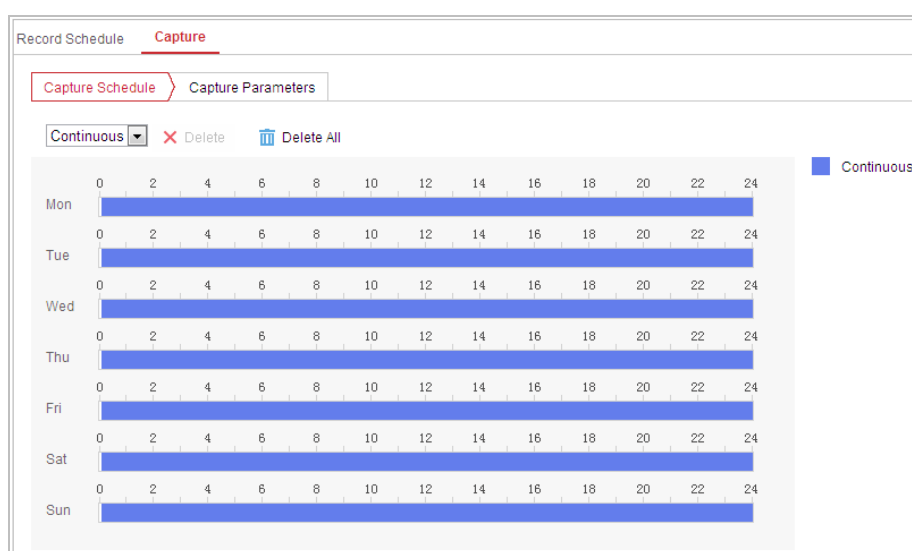 Record Schedule Capture
Capture Schedule Capture Parameters
Continuous Delete Delete All
Continuous
0 2 4 6 8 10 12 14 16 18 20 22 24
Mon
0 2 4 6 8 10 12 14 16 18 20 22 24
Tue
0 2 4 6 8 10 12 14 16 18 20 22 24
Wed
0 2 4 6 8 10 12 14 16 18 20 22 24
Thu
0 2 4 6 8 10 12 14 16 18 20 22 24
Fri
0 2 4 6 8 10 12 14 16 18 20 22 24
Sat
0 2 4 6 8 10 12 14 16 18 20 22 24
Sun